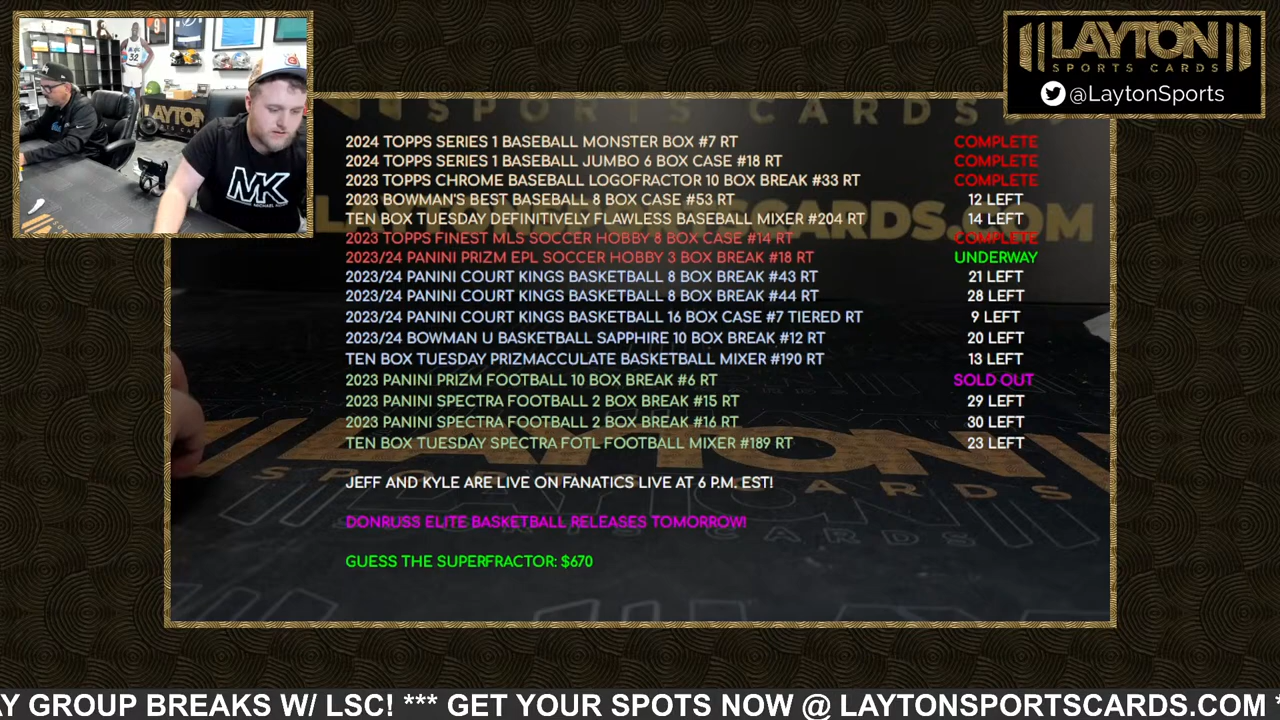 LAYTON
SPORTS CARDS
@LaytonSports
SPORTS CARDS
2024 TOPPS SERIES 1 BASEBALL MONSTER BOX #7 RT COMPLETE
2024 TOPPS SERIES 1 BASEBALL JUMBO 6 BOX CASE #18 RT COMPLETE
2023 TOPPS CHROME BASEBALL LOGOFRACTOR 10 BOX BREAK #33 RT COMPLETE
2023 BOWMAN'S BEST BASEBALL 8 BOX CASE #53 RT 12 LEFT
TEN BOX TUESDAY DEFINITIVELY FLAWLESS BASEBALL MIXER #204 RT 14 LEFT
2023 TOPPS FINEST MLS SOCCER HOBBY 8 BOX CASE #14 RT COMPLETE
2023/24 PANINI PRIZM EPL SOCCER HOBBY 3 BOX BREAK #18 RT UNDERWAY
2023/24 PANINI COURT KINGS BASKETBALL 8 BOX BREAK #43 RT 21 LEFT
2023/24 PANINI COURT KINGS BASKETBALL 8 BOX BREAK #44 RT 28 LEFT
2023/24 PANINI COURT KINGS BASKETBALL 16 BOX CASE #7 TIERED RT 9 LEFT
2023/24 BOWMAN U BASKETBALL SAPPHIRE 10 BOX BREAK #12 RT 20 LEFT
TEN BOX TUESDAY PRIZMACCULATE BASKETBALL MIXER #190 RT 13 LEFT
2023 PANINI PRIZM FOOTBALL 10 BOX BREAK #6 RT SOLD OUT
2023 PANINI SPECTRA FOOTBALL 2 BOX BREAK #15 RT 29 LEFT
2023 PANINI SPECTRA FOOTBALL 2 BOX BREAK #16 RT 30 LEFT
TEN BOX TUESDAY SPECTRA FOTL FOOTBALL MIXER #189 RT 23 LEFT
JEFF AND KYLE ARE LIVE ON FANATICS LIVE AT 6 P.M. EST!
DONRUSS ELITE BASKETBALL RELEASES TOMORROW!
GUESS THE SUPERFRACTOR: $670
MK
LAYTON
AY GROUP BREAKS W/ LSC! *** GET YOUR SPOTS NOW @ LAYTONSPORTSCARDS.COM *